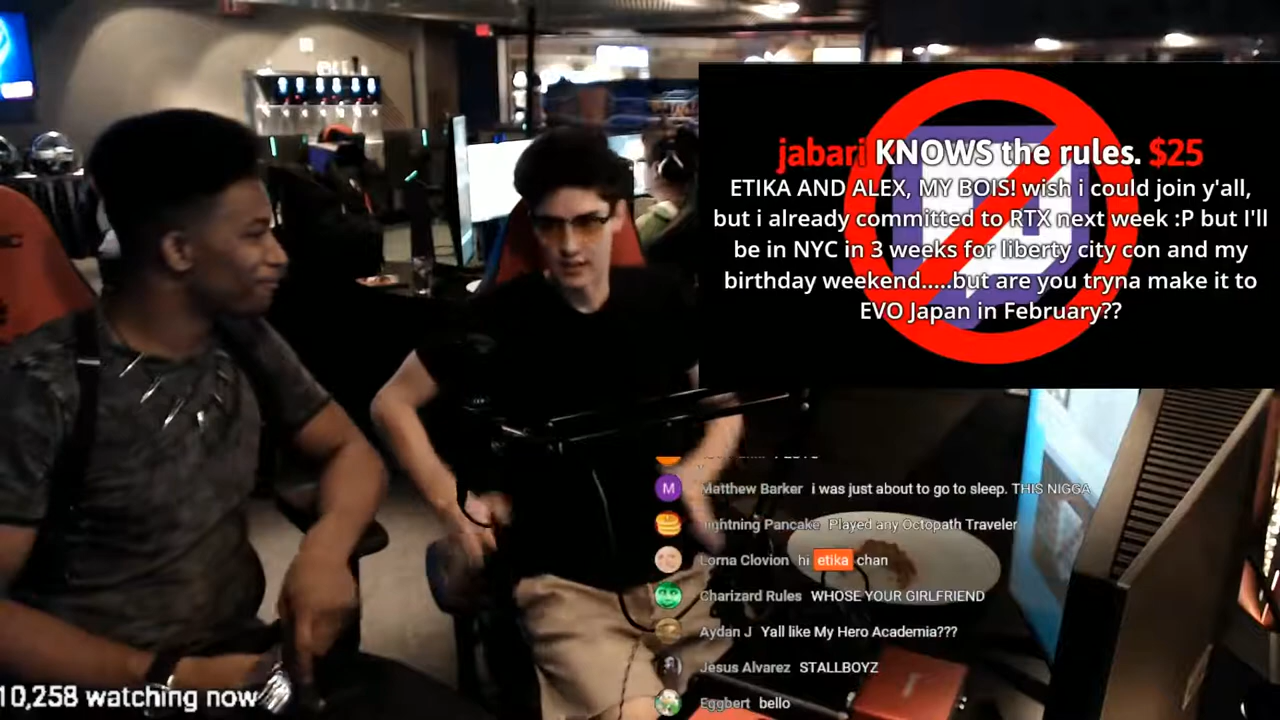 jabari KNOWS the rules. $25
ETIKA AND ALEX, MY BOIS! wish i could join y'all,
but i already committed to RTX next week :P but I'll
be in NYC in 3 weeks for liberty city con and my
birthday weekend.....but are you tryna make it to
EVO Japan in February??
Matthew Barker i was just about to go to sleep. THIS NIGGA
Lightning Pancake Played any Octopath Traveler
Lorna Clovion hi etika chan
Charizard Rules WHOSE YOUR GIRLFRIEND
Aydan J Yall like My Hero Academia???
Jesus Alvarez STALLBOYZ
Eggbert bello
10,258 watching now